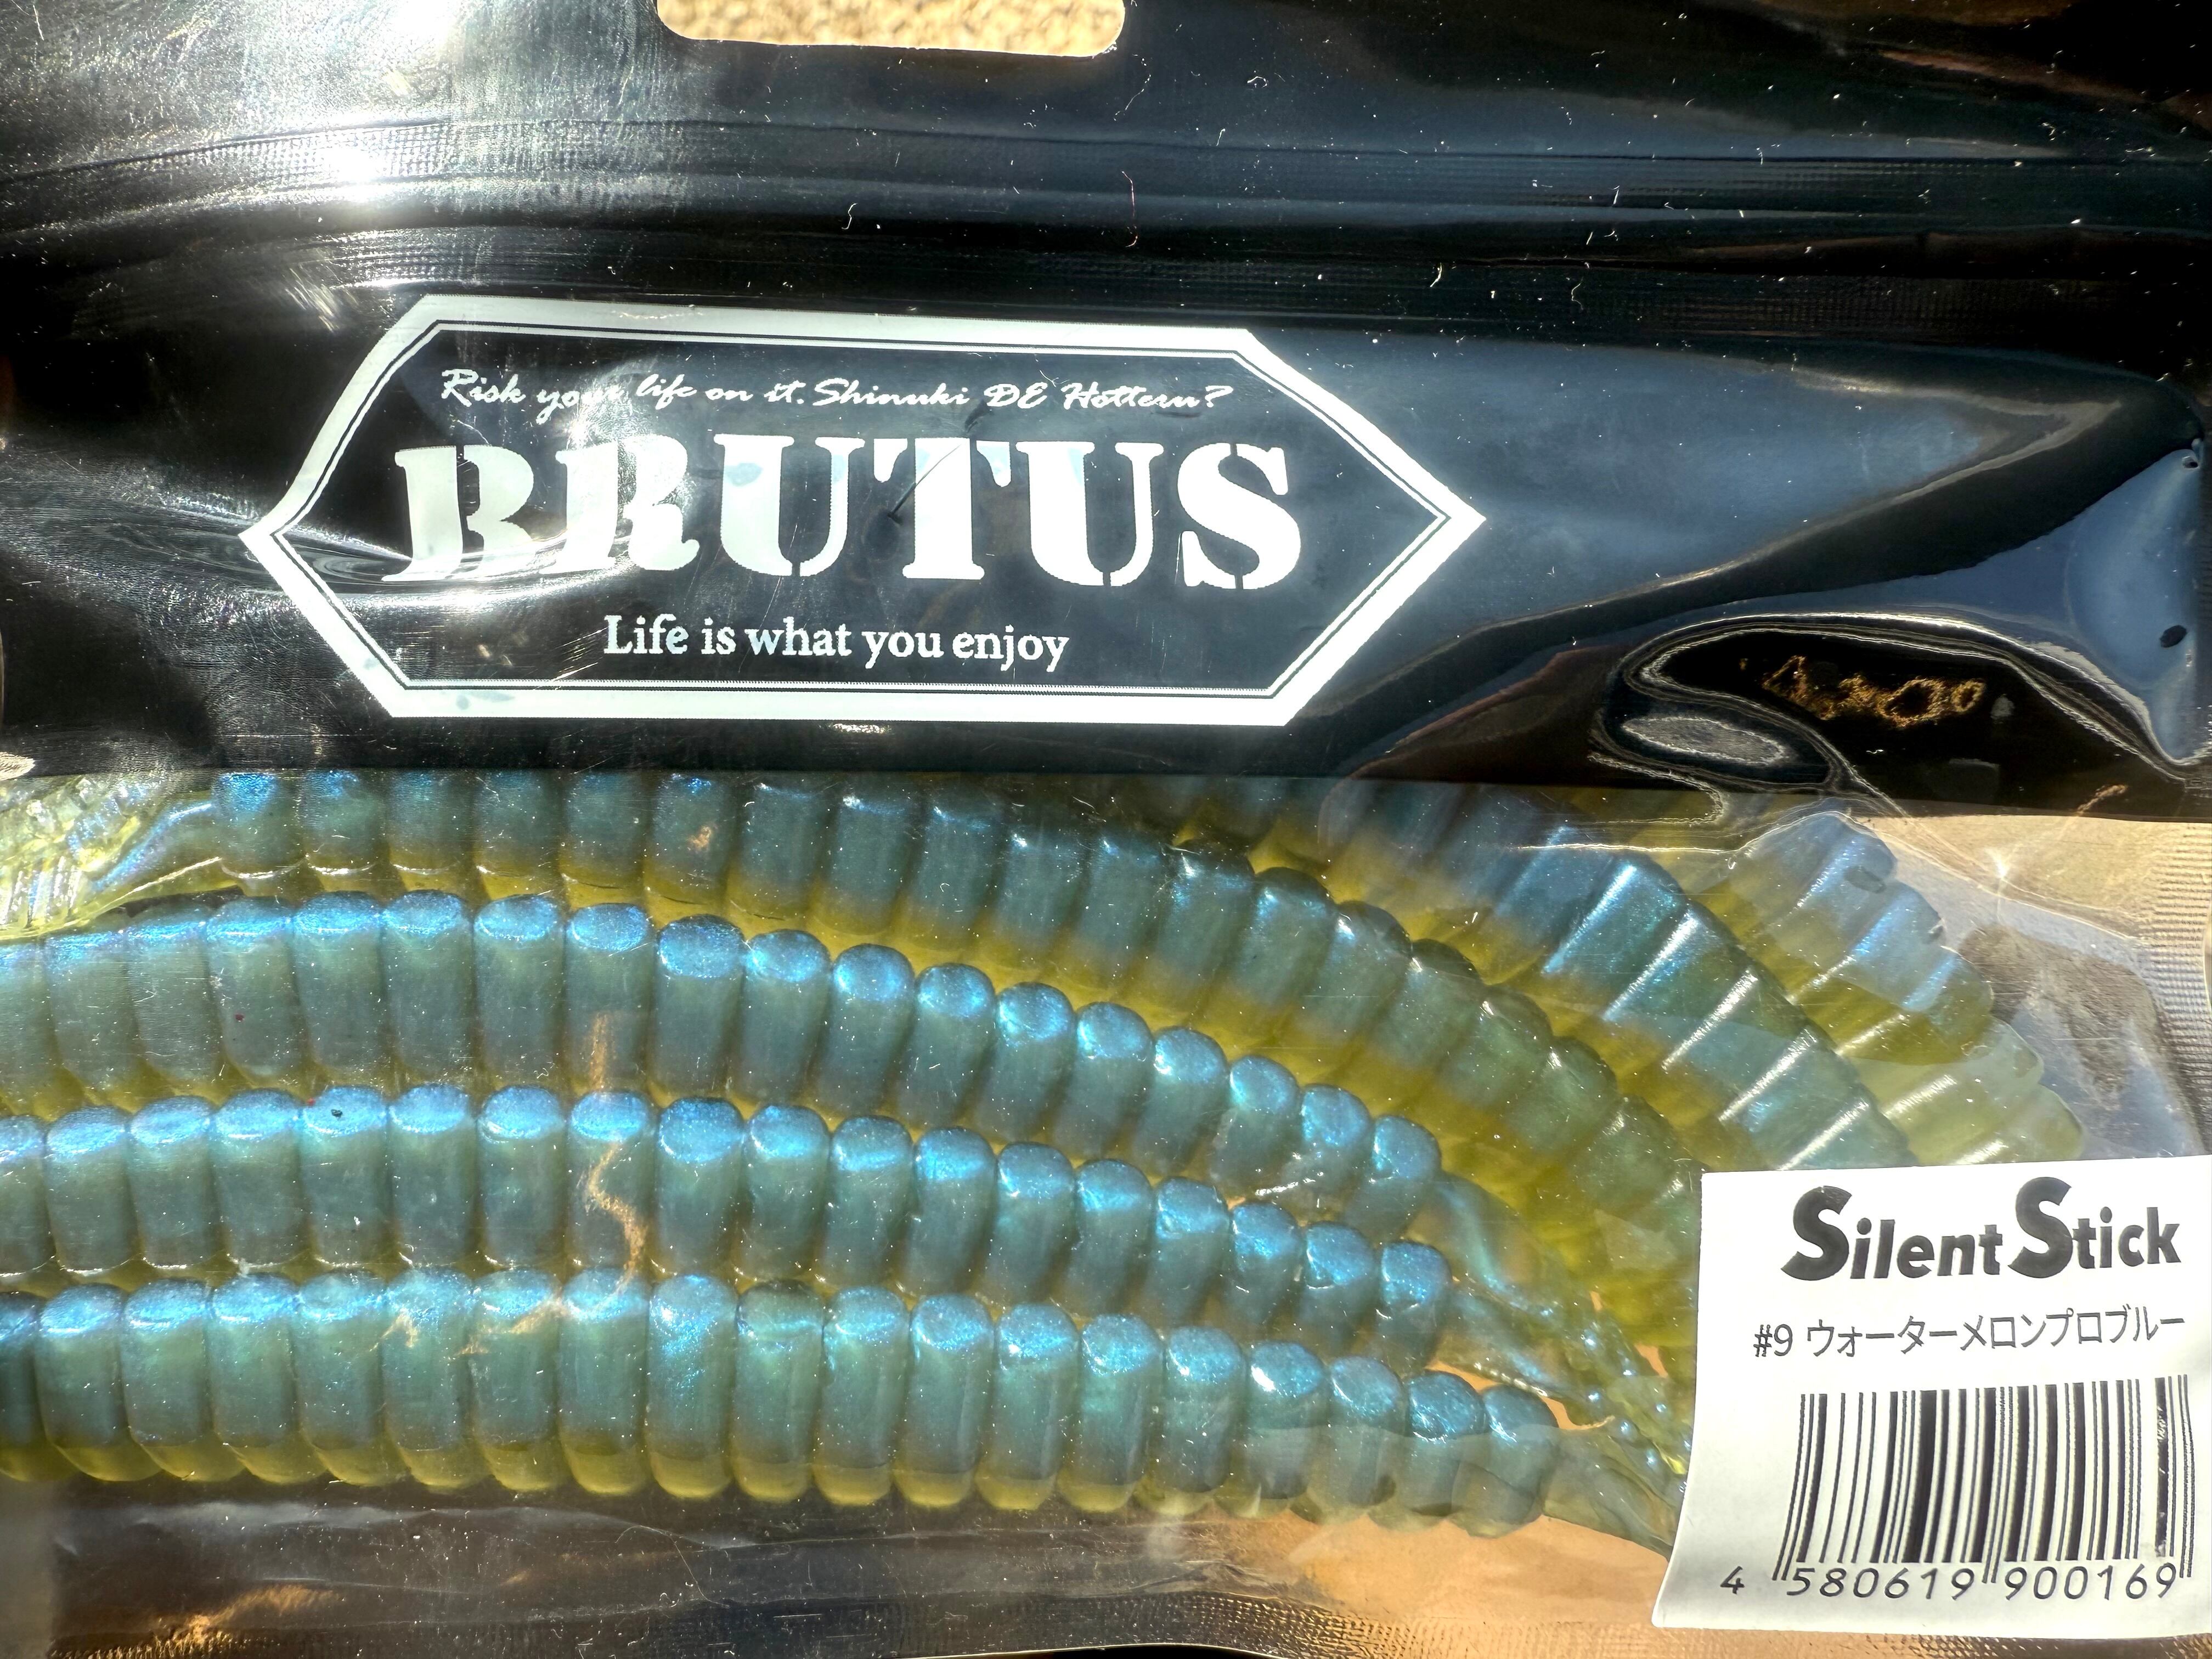 Risk your life on it. Shinuki DE Hottern?
BRUTUS
Life is what you enjoy
Silent Stick
#9 ウォーターメロンプロブルー
4 580619 900169